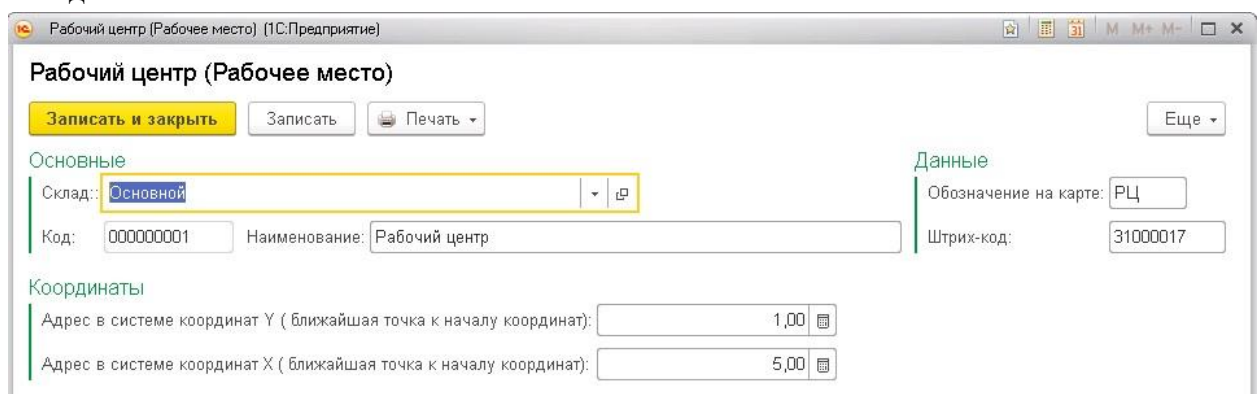 Рабочий центр (Рабочее место) (1С:Предприятие)
M M+ M-
Рабочий центр (Рабочее место)
Записать и закрыть Записать Печать Еще
Основные Данные
Склад:: Основной Обозначение на карте: РЦ
Код: 000000001 Наименование: Рабочий центр Штрих-код: 31000017
Координаты
Адрес в системе координат Y ( ближайшая точка к началу координат): 1,00
Адрес в системе координат X ( ближайшая точка к началу координат): 5,00